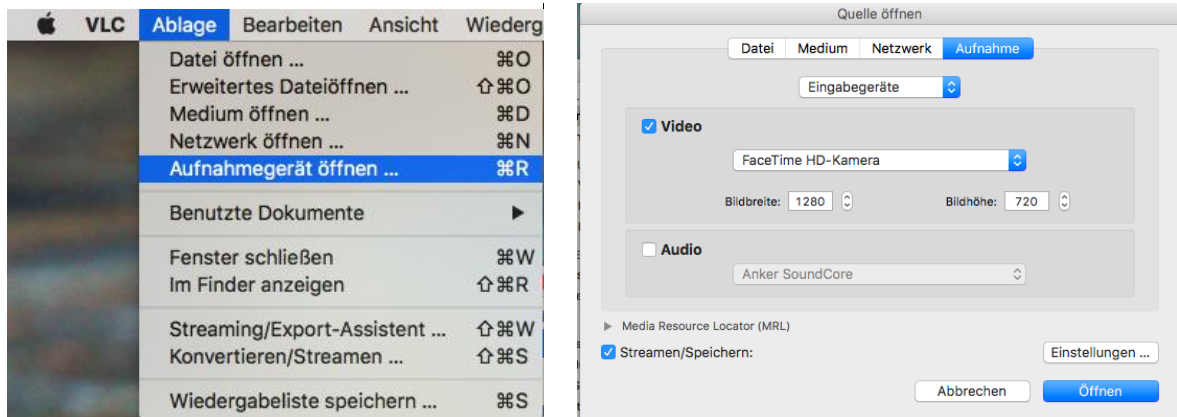 VLC Ablage Bearbeiten Ansicht Wiederg
Datei öffnen ... ⌘O
Erweitertes Dateiöffnen ... ⇧⌘O
Medium öffnen ... ⌘D
Netzwerk öffnen ... ⌘N
Aufnahmegerät öffnen ... ⌘R
Benutzte Dokumente
Fenster schließen ⌘W
Im Finder anzeigen ⇧⌘R
Streaming/Export-Assistent ... ⇧⌘W
Konvertieren/Streamen ... ⇧⌘S
Wiedergabeliste speichern ... ⌘S
Quelle öffnen
Datei Medium Netzwerk Aufnahme
Eingabegeräte
Video
FaceTime HD-Kamera
Bildbreite: 1280 Bildhöhe: 720
Audio
Anker SoundCore
Media Resource Locator (MRL)
Streamen/Speichern: Einstellungen ...
Abbrechen Öffnen